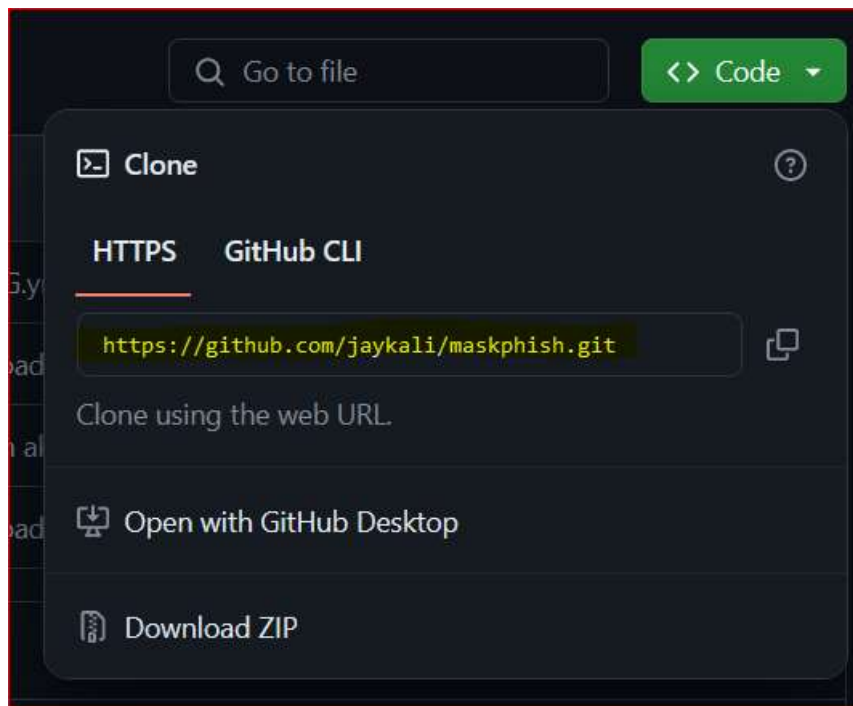 Go to file
<> Code
Clone
HTTPS GitHub CLI
https://github.com/jaykali/maskphish.git
Clone using the web URL.
Open with GitHub Desktop
Download ZIP